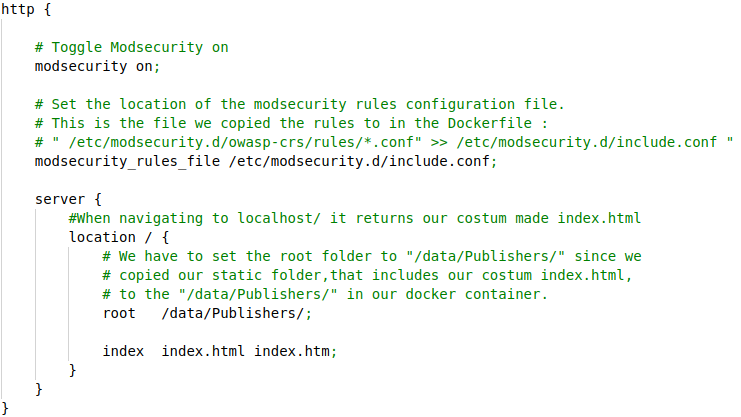 http {
# Toggle Modsecurity on
modsecurity on;
# Set the location of the modsecurity rules configuration file.
# This is the file we copied the rules to in the Dockerfile :
# " /etc/modsecurity.d/owasp-crs/rules/*.conf" >> /etc/modsecurity.d/include.conf "
modsecurity_rules_file /etc/modsecurity.d/include.conf;
server {
#When navigating to localhost/ it returns our costum made index.html
location / {
# We have to set the root folder to "/data/Publishers/" since we
# copied our static folder,that includes our costum index.html,
# to the "/data/Publishers/" in our docker container.
root   /data/Publishers/;
index  index.html index.htm;
}
}
}